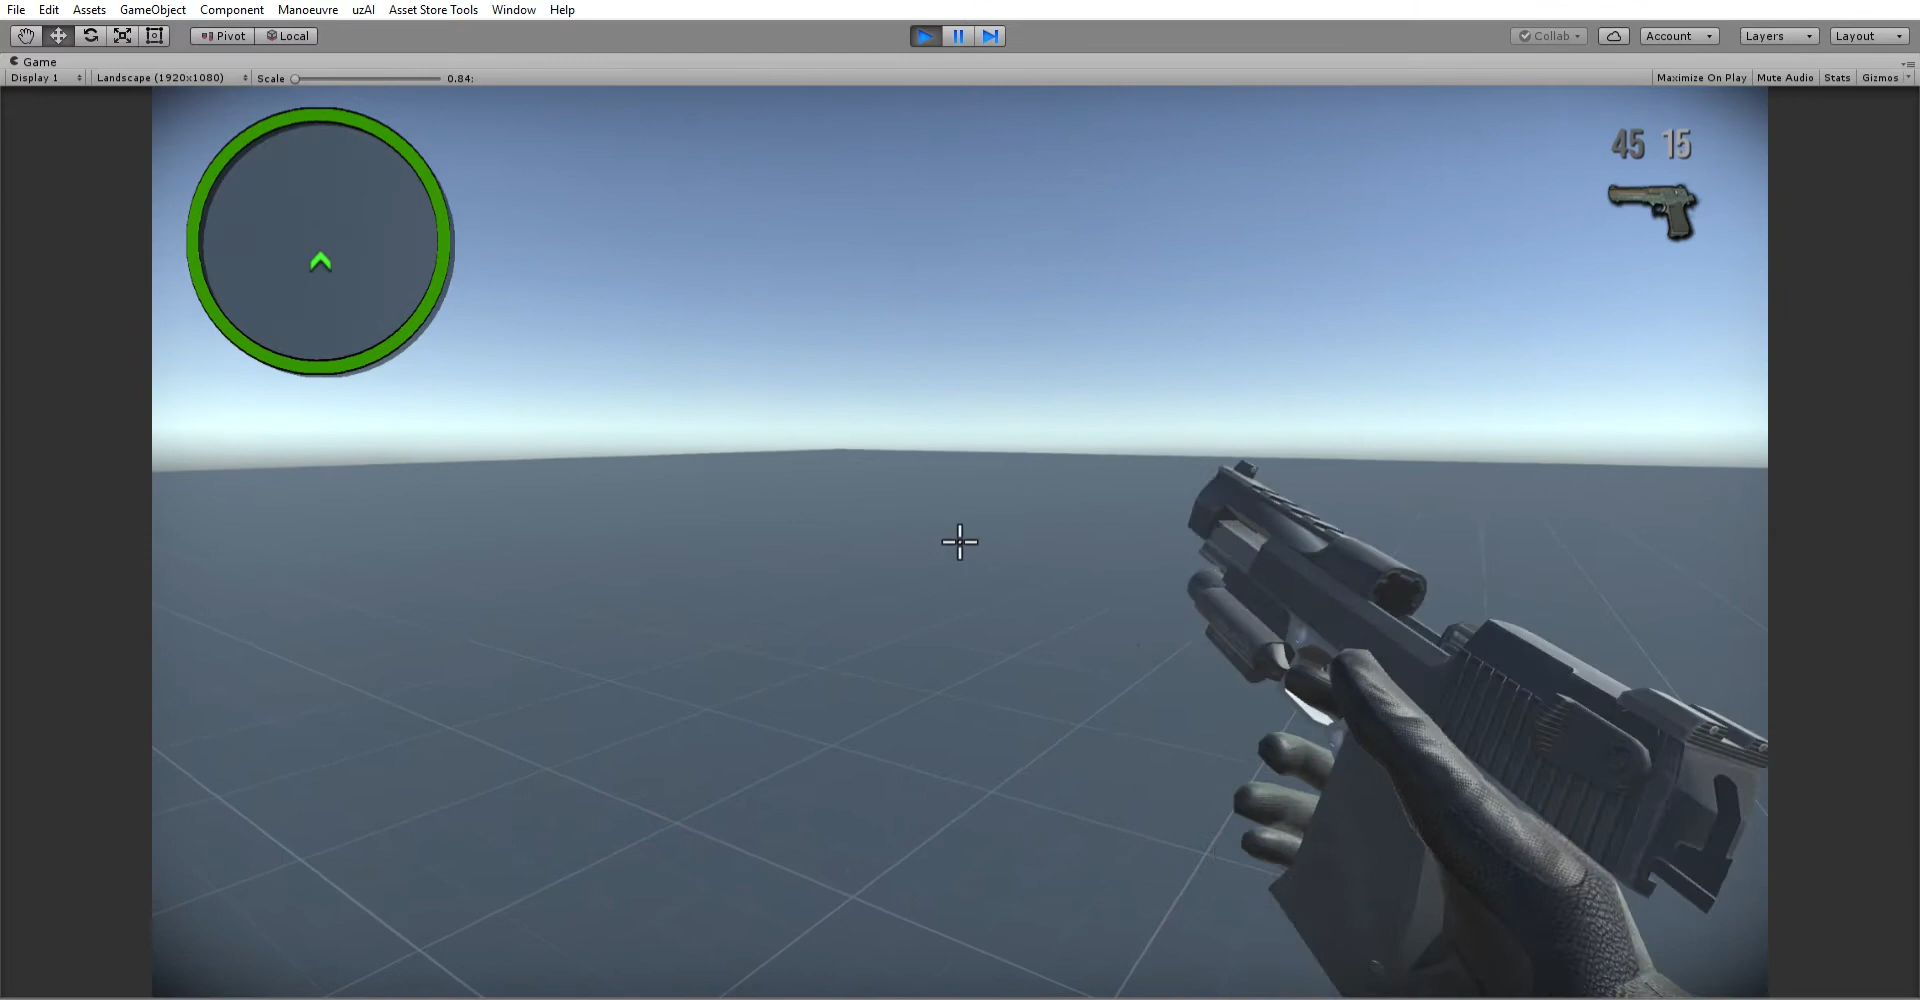 File Edit Assets GameObject Component Manoeuvre uzAI Asset Store Tools Window Help
Pivot Local Collab Account Layers Layout
Game
Display 1 Landscape (1920x1080) Scale 0.84: Maximize On Play Mute Audio Stats Gizmos
45 15